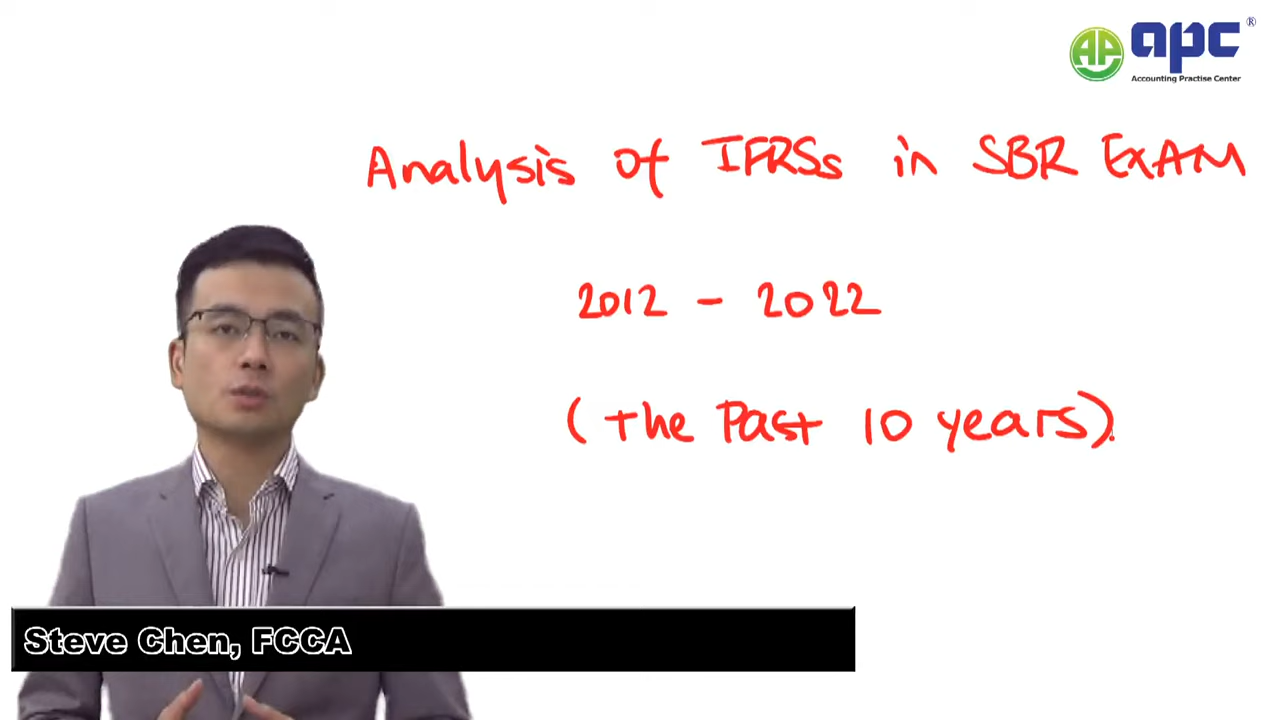 AP apc ®
Accounting Practise Center
Analysis of IFRSs in SBR EXAM
2012 - 2022
(The Past 10 years).
Steve Chen, FCCA